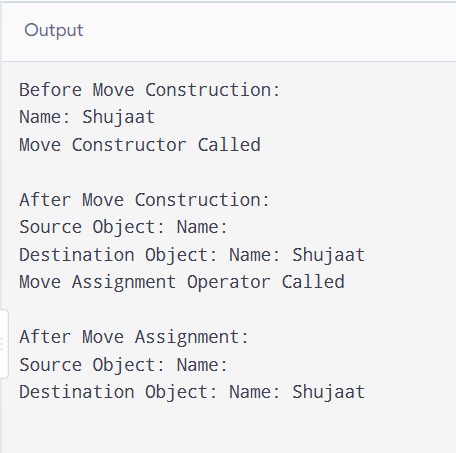 Output
Before Move Construction:
Name: Shujaat
Move Constructor Called
After Move Construction:
Source Object: Name:
Destination Object: Name: Shujaat
Move Assignment Operator Called
After Move Assignment:
Source Object: Name:
Destination Object: Name: Shujaat